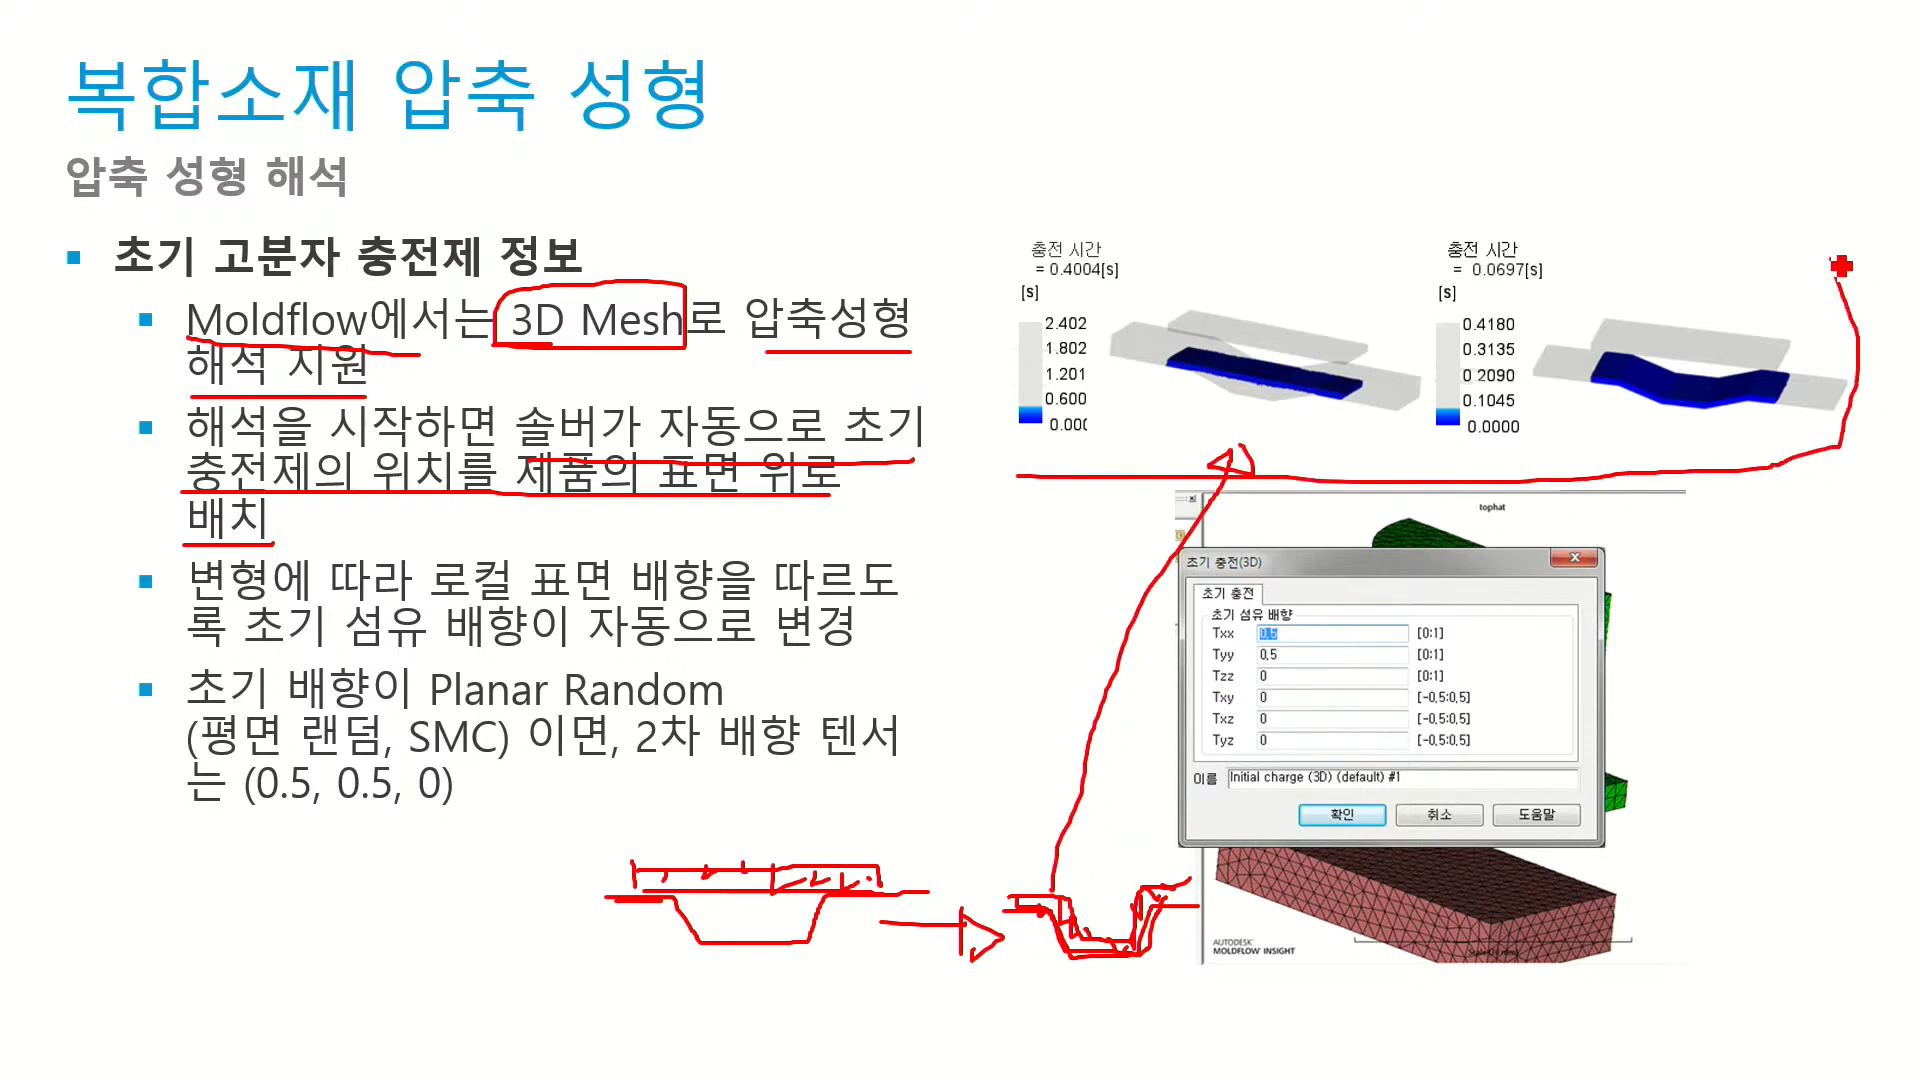 복합소재 압축 성형
압축 성형 해석
초기 고분자 충전제 정보
Moldflow에서는 3D Mesh로 압축성형
해석 지원
해석을 시작하면 솔버가 자동으로 초기
충전제의 위치를 제품의 표면 위로
배치
변형에 따라 로컬 표면 배향을 따르도
록 초기 섬유 배향이 자동으로 변경
초기 배향이 Planar Random
(평면 랜덤, SMC) 이면, 2차 배향 텐서
는 (0.5, 0.5, 0)
충전 시간
= 0.4004[s]
[s]
2.402
1.802
1.201
0.600
0.000
충전 시간
= 0.0697[s]
[s]
0.4180
0.3135
0.2090
0.1045
0.0000
tophat
초기 충전(3D)
초기 충전
초기 섬유 배향
Txx 0.5 [0:1]
Tyy 0.5 [0:1]
Tzz 0 [0:1]
Txy 0 [-0.5:0.5]
Txz 0 [-0.5:0.5]
Tyz 0 [-0.5:0.5]
이름 Initial charge (3D) (default) #1
확인 취소 도움말
AUTODESK
MOLDFLOW INSIGHT